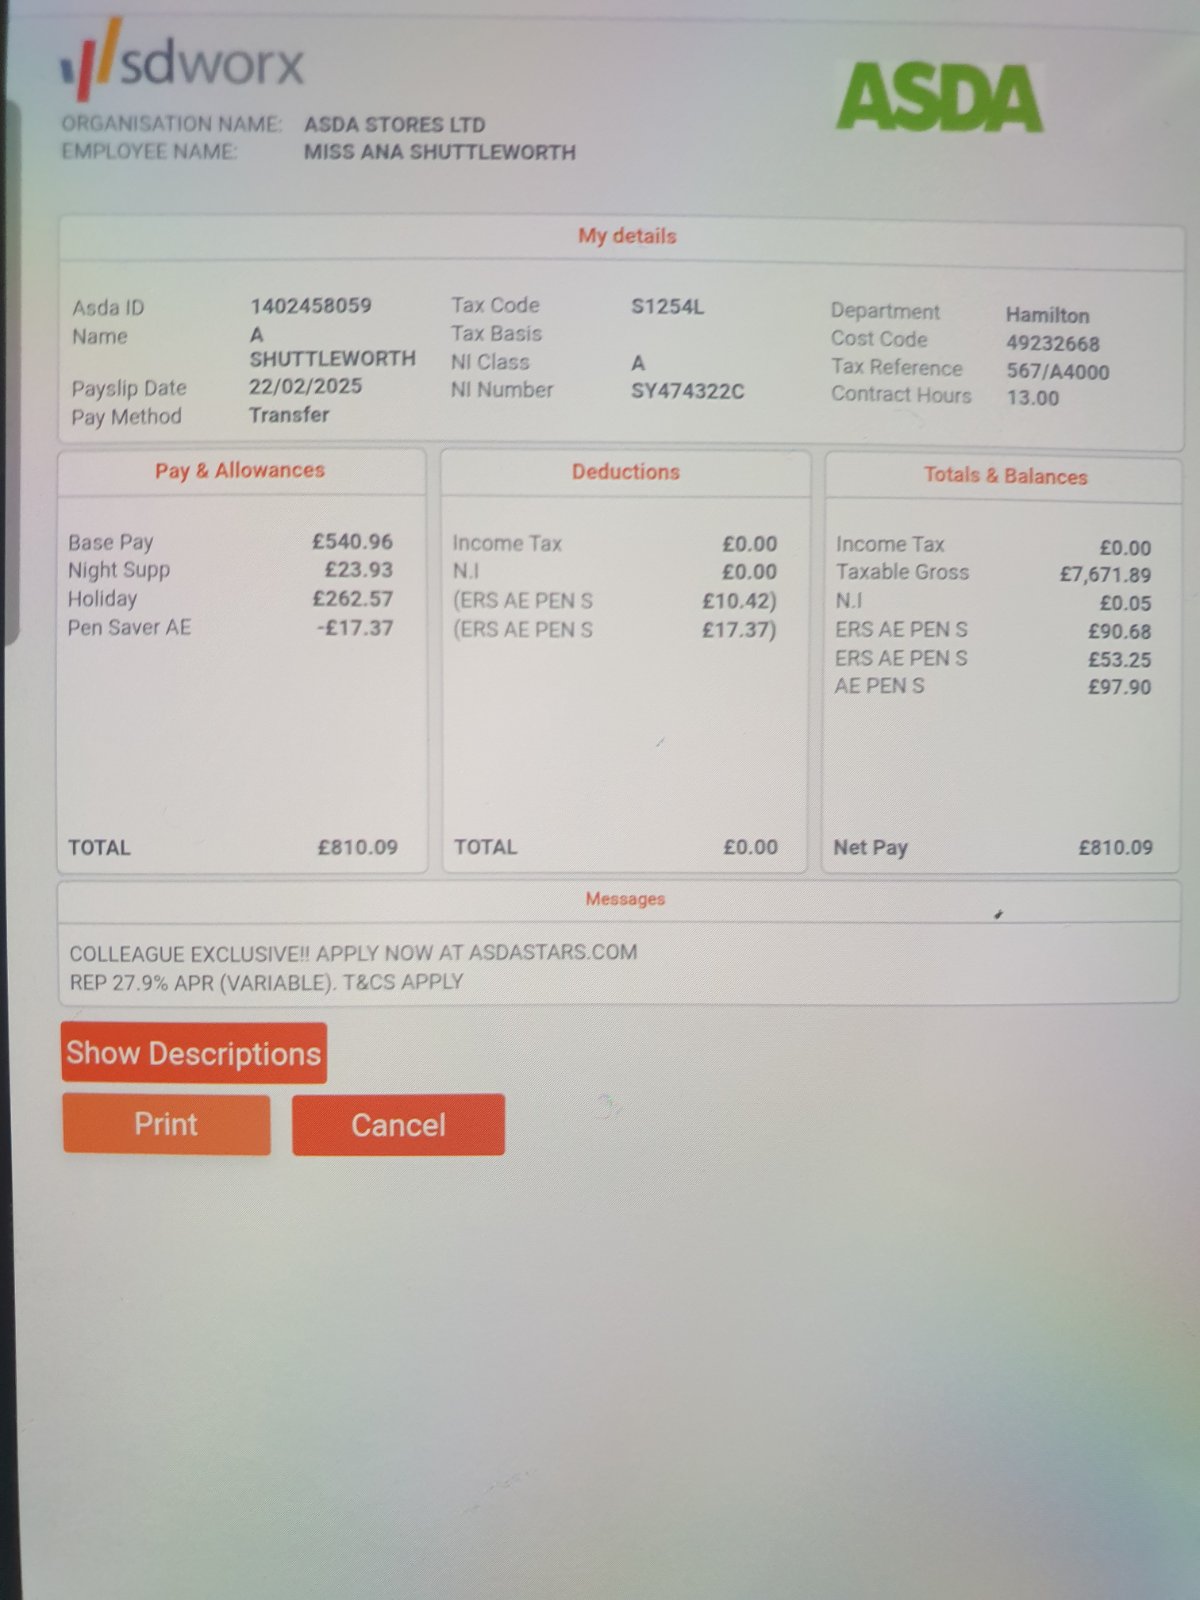 sdworx
ASDA
ORGANISATION NAME: ASDA STORES LTD
EMPLOYEE NAME: MISS ANA SHUTTLEWORTH
My details
Asda ID 1402458059
Name A
SHUTTLEWORTH
Payslip Date 22/02/2025
Pay Method Transfer
Tax Code S1254L
Tax Basis
NI Class A
NI Number SY474322C
Department Hamilton
Cost Code 49232668
Tax Reference 567/A4000
Contract Hours 13.00
Pay & Allowances
Base Pay £540.96
Night Supp £23.93
Holiday £262.57
Pen Saver AE -£17.37
TOTAL £810.09
Deductions
Income Tax £0.00
N.I £0.00
(ERS AE PEN S £10.42)
(ERS AE PEN S £17.37)
TOTAL £0.00
Totals & Balances
Income Tax £0.00
Taxable Gross £7,671.89
N.I £0.05
ERS AE PEN S £90.68
ERS AE PEN S £53.25
AE PEN S £97.90
Net Pay £810.09
Messages
COLLEAGUE EXCLUSIVE!! APPLY NOW AT ASDASTARS.COM
REP 27.9% APR (VARIABLE). T&CS APPLY
Show Descriptions
Print
Cancel